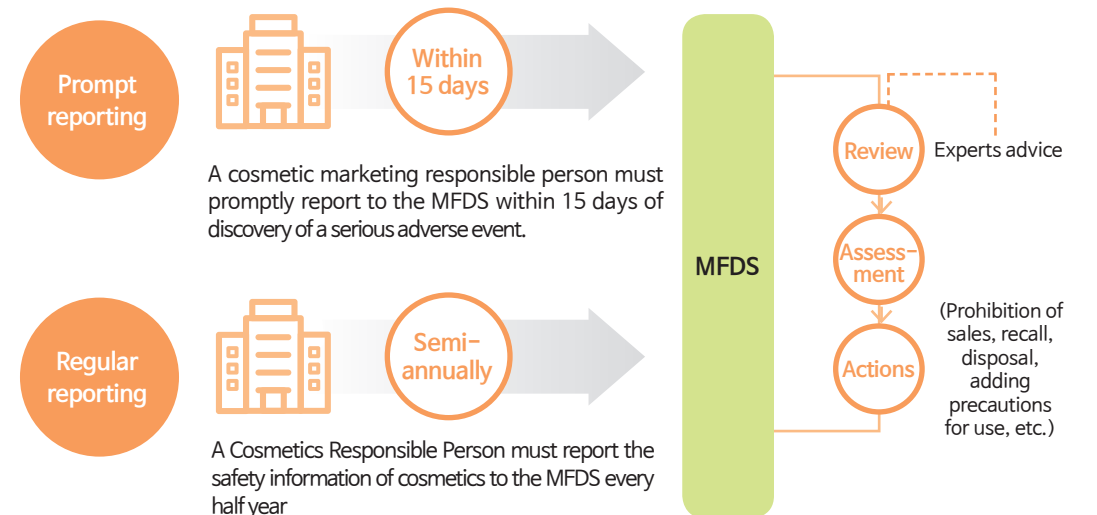 Prompt
reporting
Within
15 days
A cosmetic marketing responsible person must
promptly report to the MFDS within 15 days of
discovery of a serious adverse event.
Regular
reporting
Semi-
annually
A Cosmetics Responsible Person must report the
safety information of cosmetics to the MFDS every
half year
MFDS
Review
Experts advice
Assess-
ment
Actions
(Prohibition of
sales, recall,
disposal,
adding
precautions
for use, etc.)